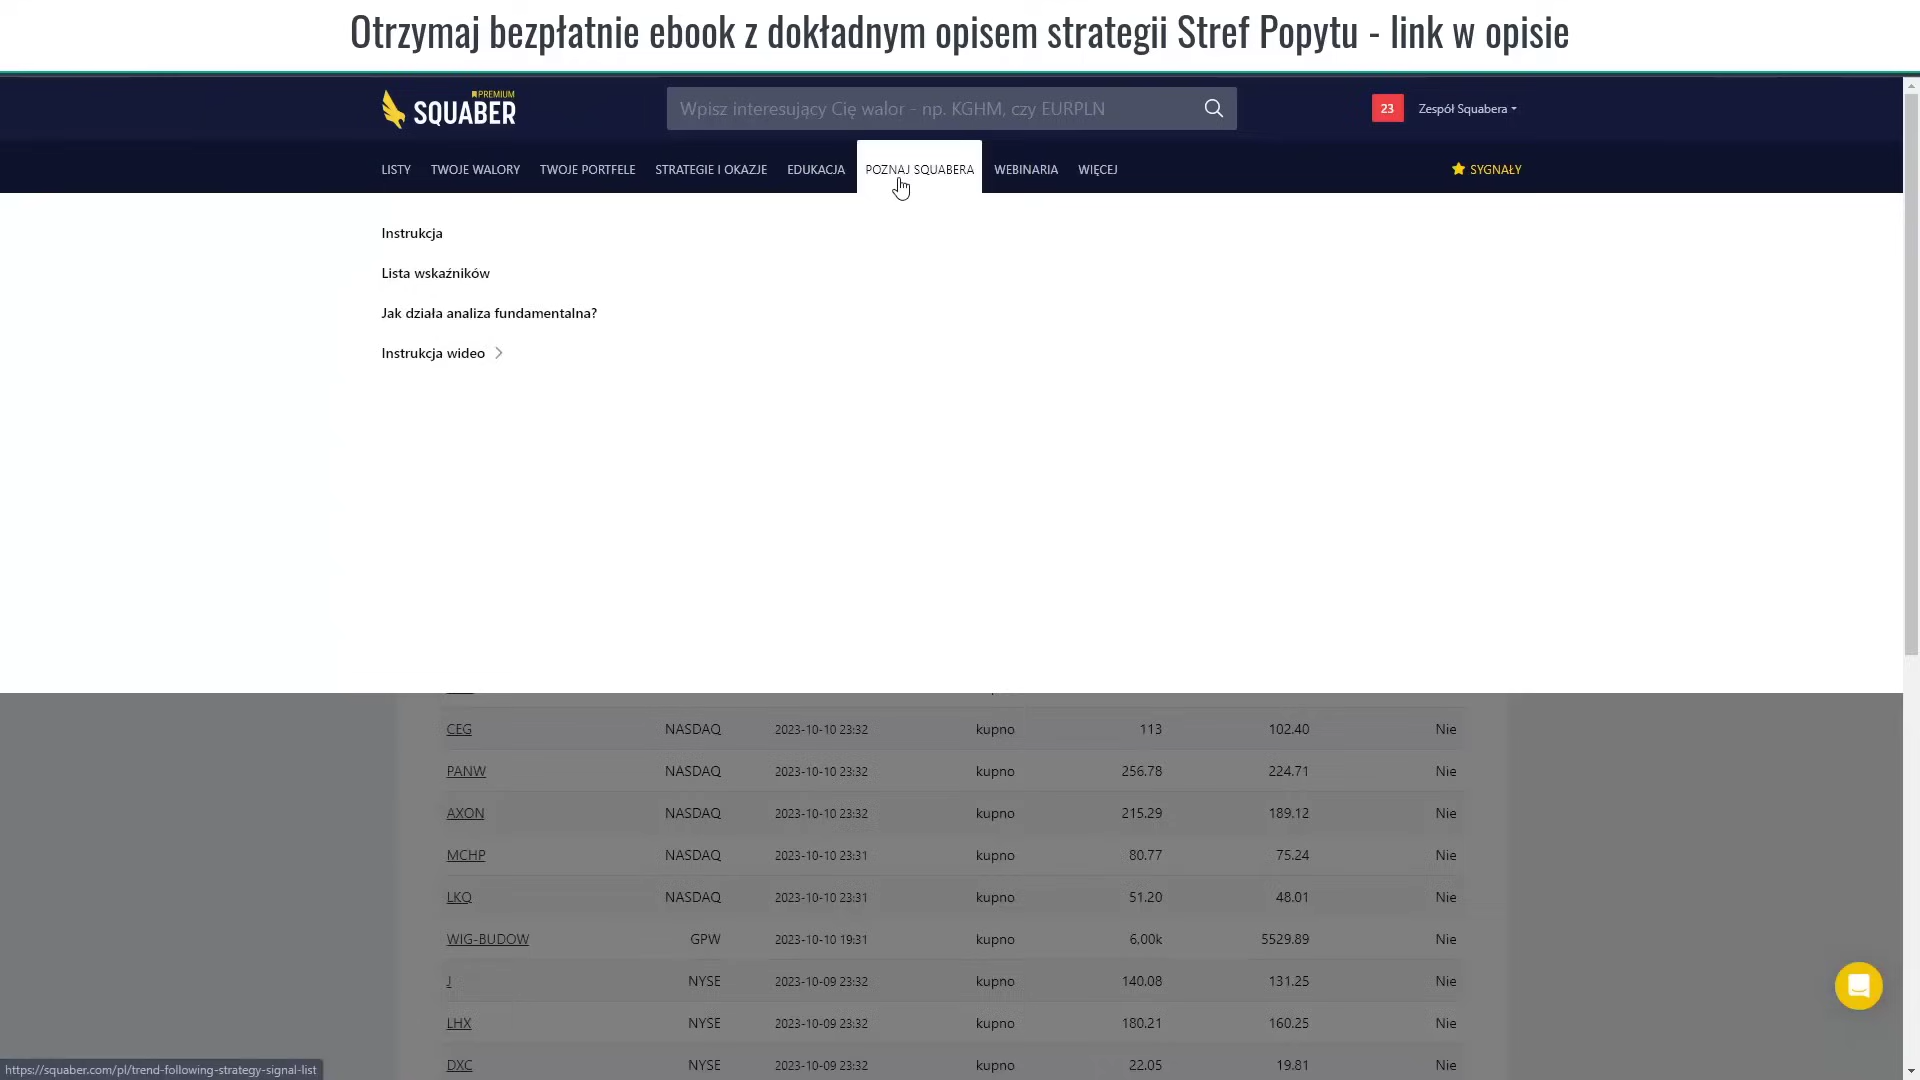 Otrzymaj bezpłatnie ebook z dokładnym opisem strategii Stref Popytu - link w opisie
PREMIUM
SQUABER
Wpisz interesujący Cię walor - np. KGHM, czy EURPLN
23
Zespół Squabera
LISTY TWOJE WALORY TWOJE PORTFELE STRATEGIE I OKAZJE EDUKACJA POZNAJ SQUABERA WEBINARIA WIĘCEJ SYGNAŁY
Instrukcja
Lista wskaźników
Jak działa analiza fundamentalna?
Instrukcja wideo
CEG NASDAQ 2023-10-10 23:32 kupno 113 102.40 Nie
PANW NASDAQ 2023-10-10 23:32 kupno 256.78 224.71 Nie
AXON NASDAQ 2023-10-10 23:32 kupno 215.29 189.12 Nie
MCHP NASDAQ 2023-10-10 23:31 kupno 80.77 75.24 Nie
LKQ NASDAQ 2023-10-10 23:31 kupno 51.20 48.01 Nie
WIG-BUDOW GPW 2023-10-10 19:31 kupno 6,00k 5529.89 Nie
J NYSE 2023-10-09 23:32 kupno 140.08 131.25 Nie
LHX NYSE 2023-10-09 23:32 kupno 180.21 160.25 Nie
DXC NYSE 2023-10-09 23:32 kupno 22.05 19.81 Nie
https://squaber.com/pl/trend-following-strategy-signal-list